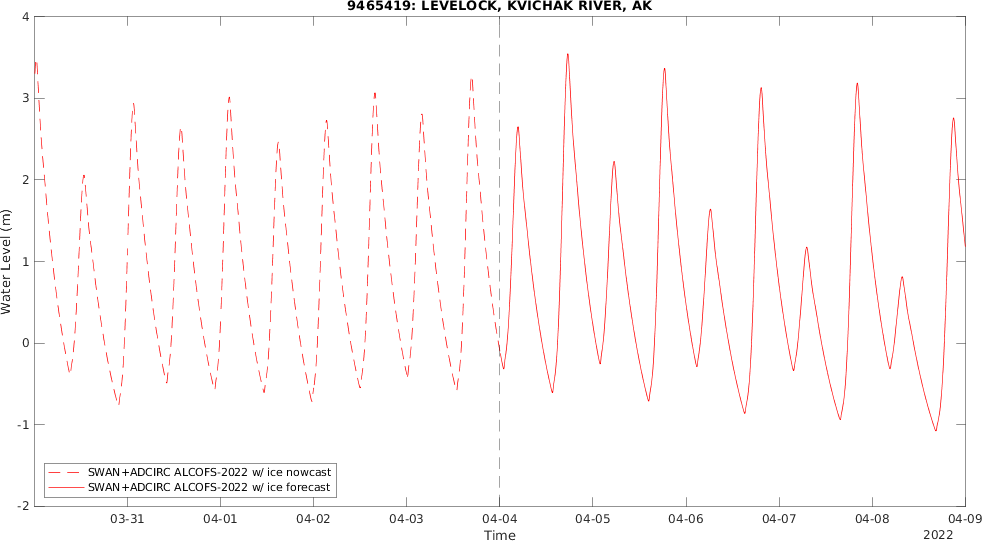 9465419: LEVELOCK, KVICHAK RIVER, AK
Water Level (m)
4
3
2
1
0
-1
-2
SWAN+ADCIRC ALCOFS-2022 w/ ice nowcast
SWAN+ADCIRC ALCOFS-2022 w/ ice forecast
03-31 04-01 04-02 04-03 04-04 04-05 04-06 04-07 04-08 04-09
Time
2022